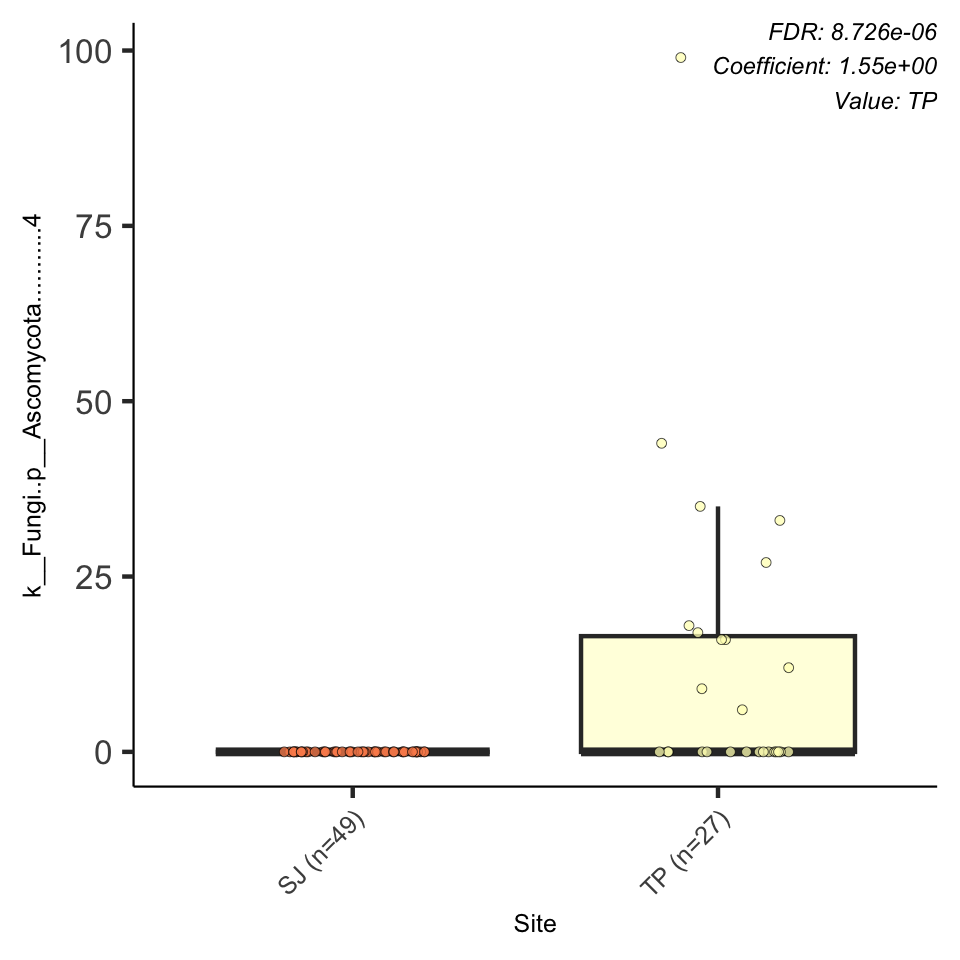 FDR: 8.726e-06
Coefficient: 1.55e+00
Value: TP
100
75
50
25
0
k__Fungi..p__Ascomycota...........4
SJ (n=49)
TP (n=27)
Site